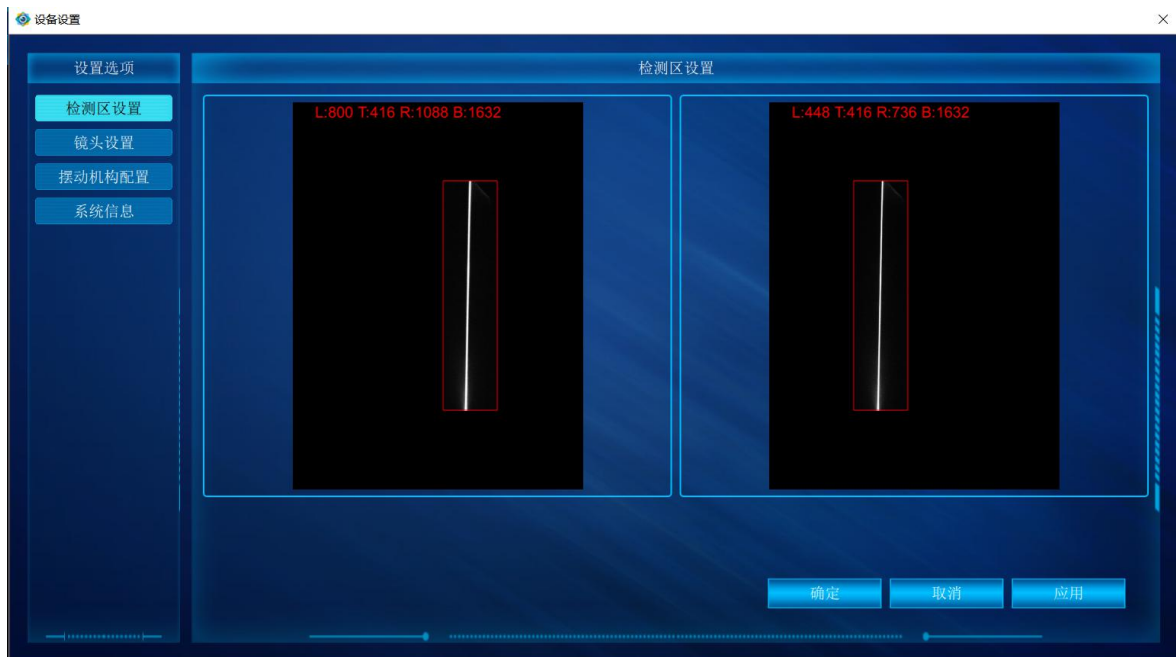 设备设置
设置选项
检测区设置
镜头设置
摆动机构配置
系统信息
检测区设置
L:800 T:416 R:1088 B:1632
L:448 T:416 R:736 B:1632
确定
取消
应用